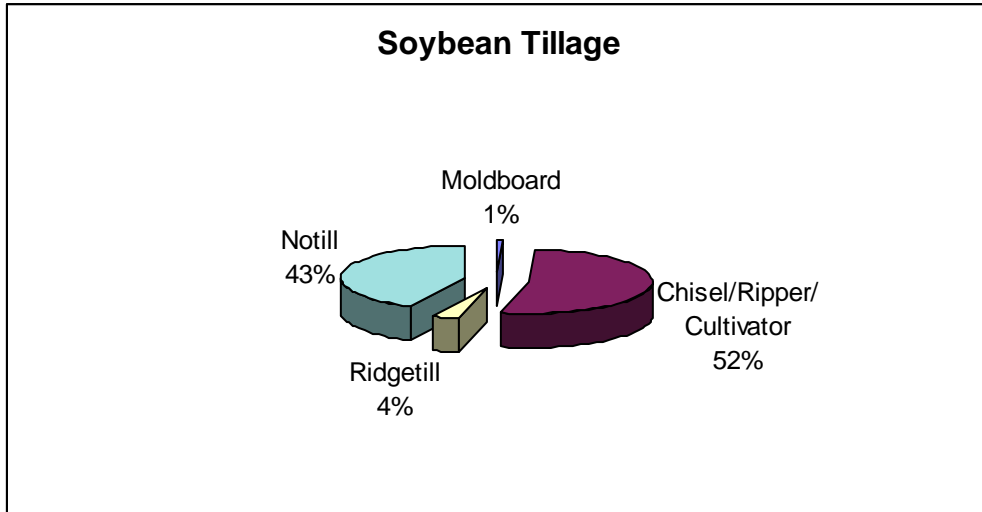 Soybean Tillage
Moldboard
1%
Notill
43%
Chisel/Ripper/
Cultivator
52%
Ridgetill
4%